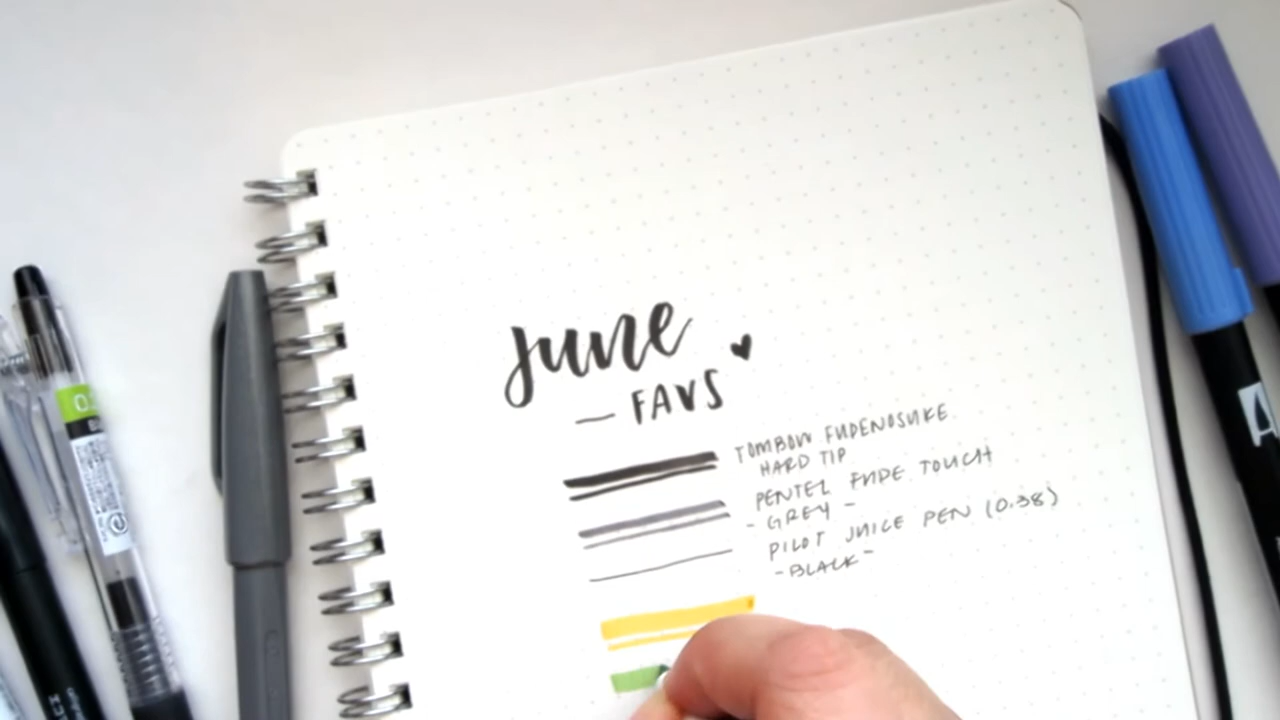 June
— FAVS
TOMBOW FUDENOSUKE
HARD TIP
PENTEL FUDE TOUCH
- GREY -
PILOT JUICE PEN (0.38)
- BLACK -